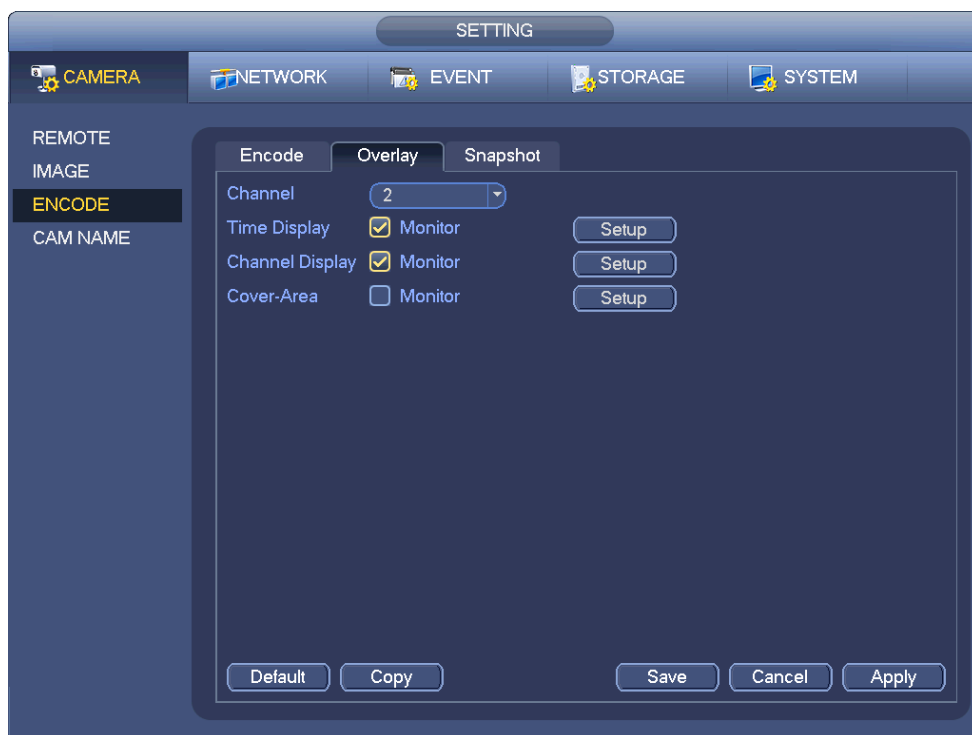 SETTING
CAMERA NETWORK EVENT STORAGE SYSTEM
REMOTE
IMAGE
ENCODE
CAM NAME
Encode Overlay Snapshot
Channel 2
Time Display Monitor Setup
Channel Display Monitor Setup
Cover-Area Monitor Setup
Default Copy Save Cancel Apply